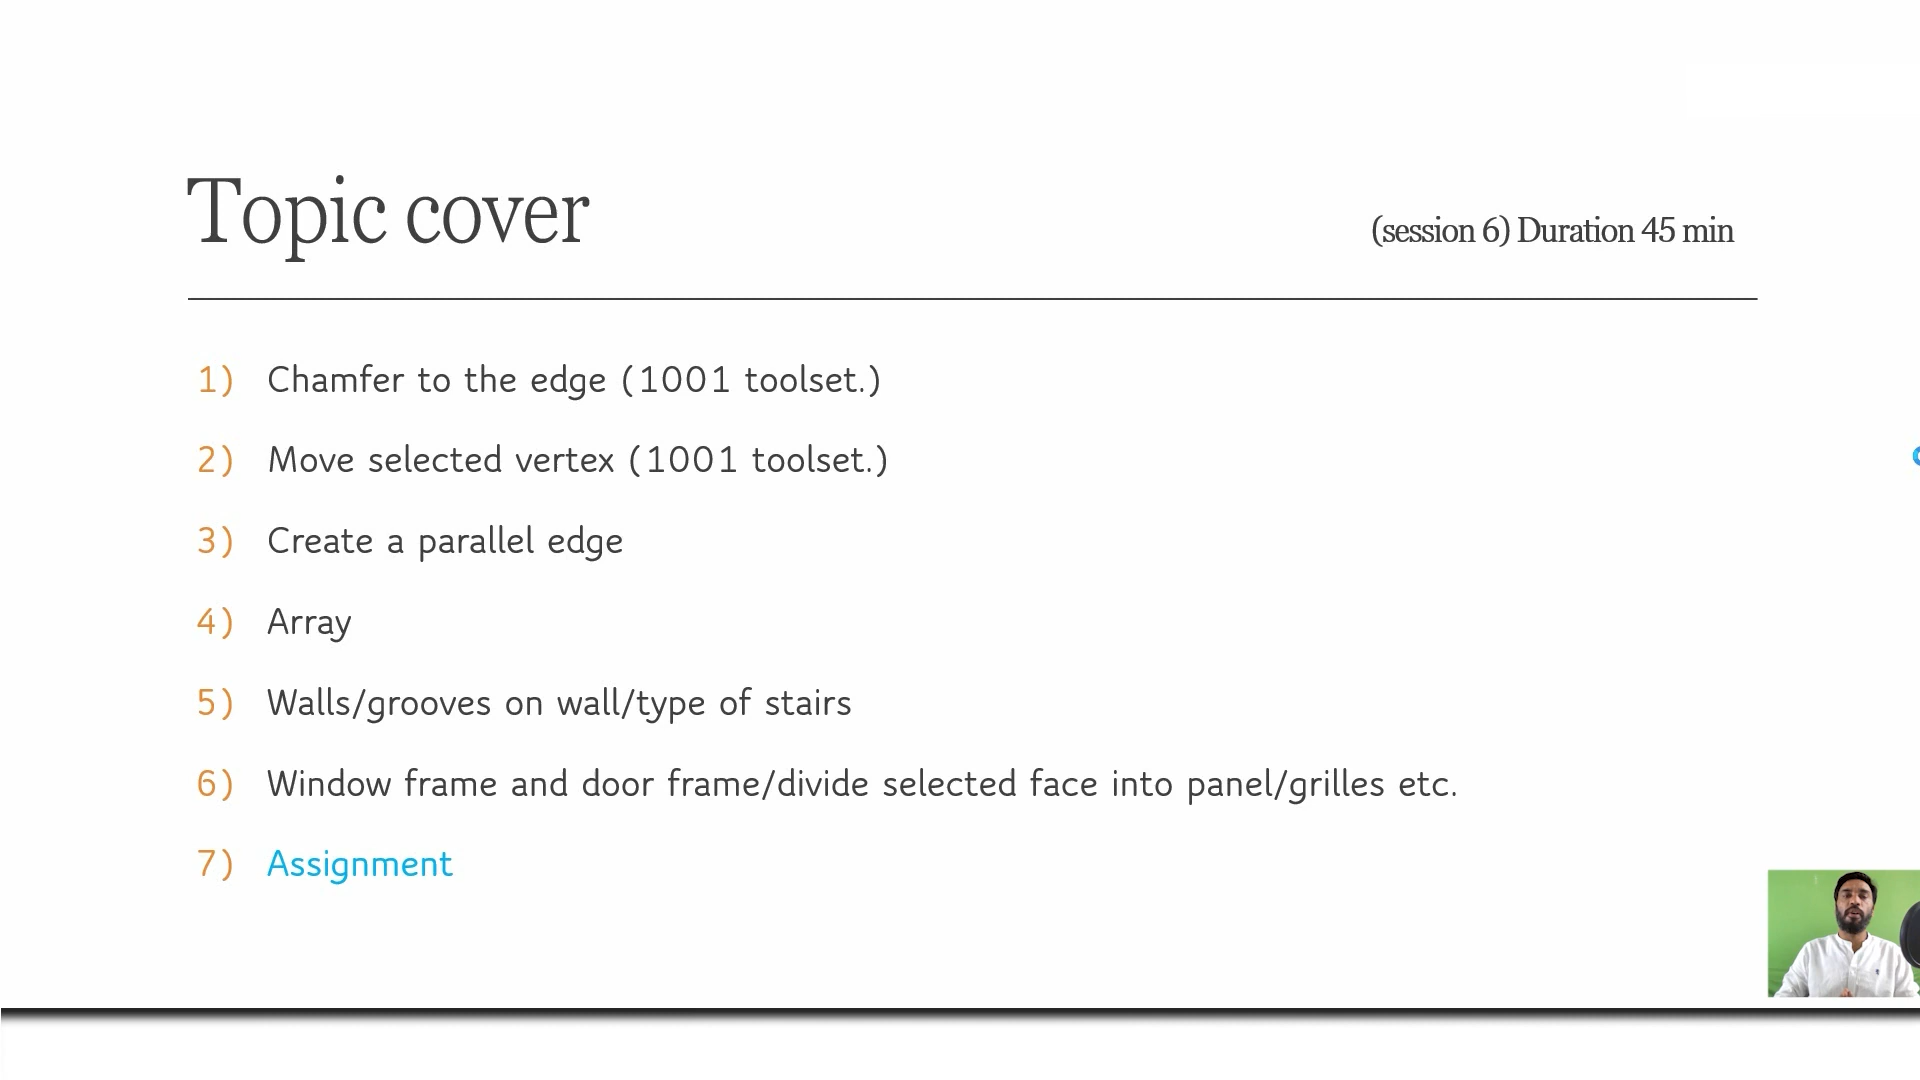 Topic cover
(session 6) Duration 45 min
1) Chamfer to the edge (1001 toolset.)
2) Move selected vertex (1001 toolset.)
3) Create a parallel edge
4) Array
5) Walls/grooves on wall/type of stairs
6) Window frame and door frame/divide selected face into panel/grilles etc.
7) Assignment